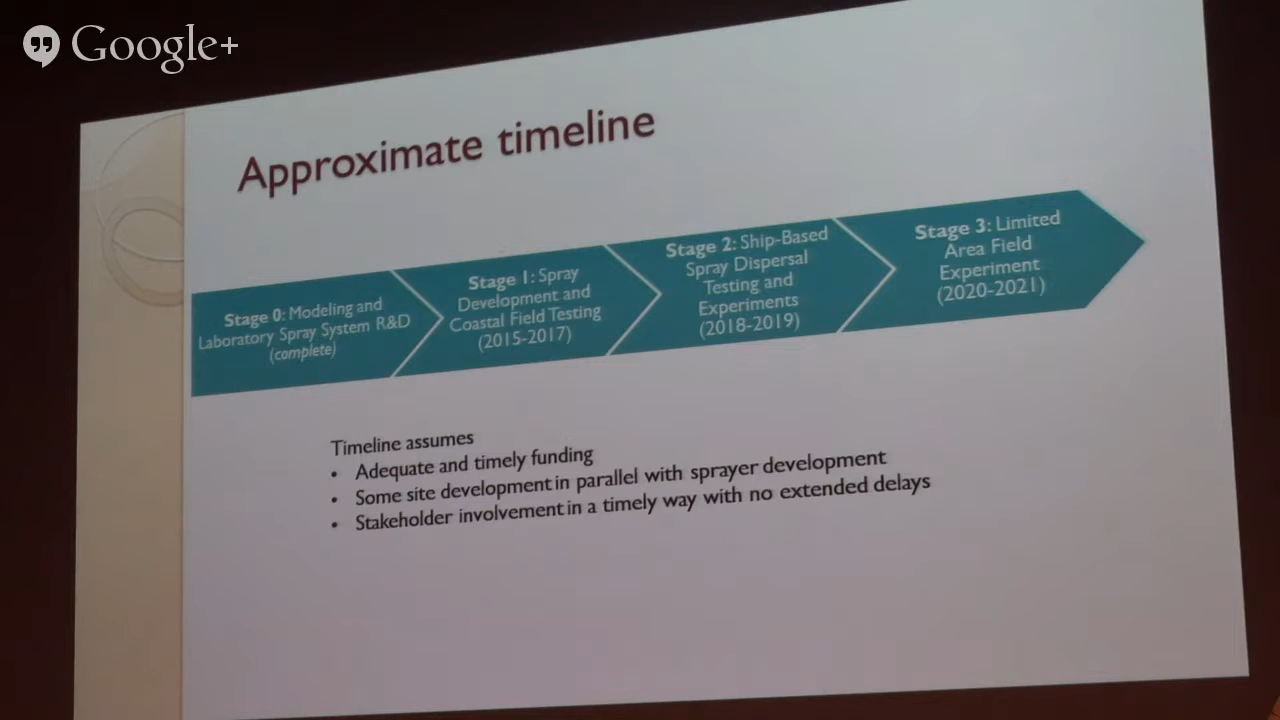 Google+
Approximate timeline
Stage 0: Modeling and
Laboratory Spray System R&D
(complete)
Stage 1: Spray
Development and
Coastal Field Testing
(2015-2017)
Stage 2: Ship-Based
Spray Dispersal
Testing and
Experiments
(2018-2019)
Stage 3: Limited
Area Field
Experiment
(2020-2021)
Timeline assumes
• Adequate and timely funding
• Some site development in parallel with sprayer development
• Stakeholder involvement in a timely way with no extended delays